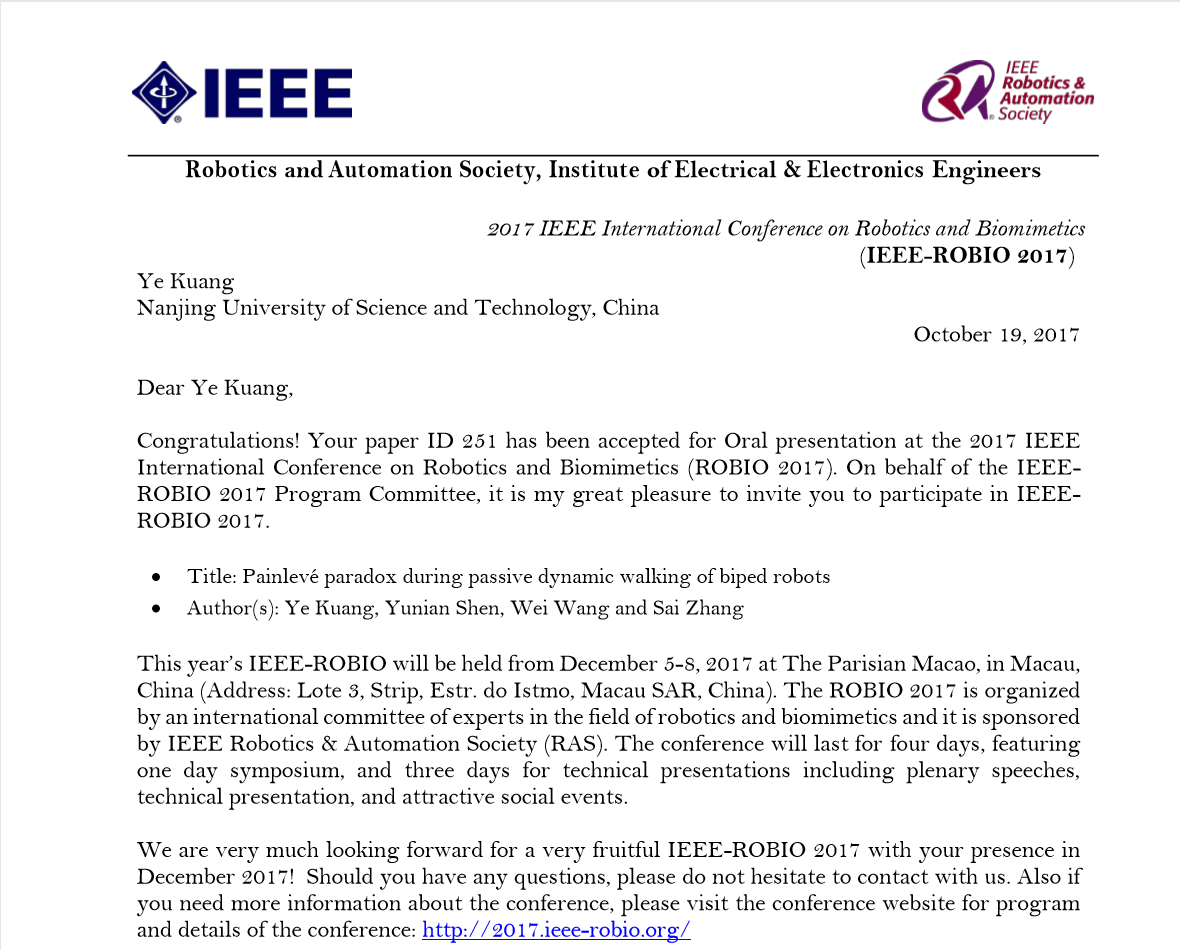 IEEE
IEEE
Robotics &
Automation
Society
Robotics and Automation Society, Institute of Electrical & Electronics Engineers
2017 IEEE International Conference on Robotics and Biomimetics
(IEEE-ROBIO 2017)
Ye Kuang
Nanjing University of Science and Technology, China
October 19, 2017
Dear Ye Kuang,
Congratulations! Your paper ID 251 has been accepted for Oral presentation at the 2017 IEEE
International Conference on Robotics and Biomimetics (ROBIO 2017). On behalf of the IEEE-
ROBIO 2017 Program Committee, it is my great pleasure to invite you to participate in IEEE-
ROBIO 2017.
• Title: Painlevé paradox during passive dynamic walking of biped robots
• Author(s): Ye Kuang, Yunian Shen, Wei Wang and Sai Zhang
This year’s IEEE-ROBIO will be held from December 5-8, 2017 at The Parisian Macao, in Macau,
China (Address: Lote 3, Strip, Estr. do Istmo, Macau SAR, China). The ROBIO 2017 is organized
by an international committee of experts in the field of robotics and biomimetics and it is sponsored
by IEEE Robotics & Automation Society (RAS). The conference will last for four days, featuring
one day symposium, and three days for technical presentations including plenary speeches,
technical presentation, and attractive social events.
We are very much looking forward for a very fruitful IEEE-ROBIO 2017 with your presence in
December 2017!  Should you have any questions, please do not hesitate to contact with us. Also if
you need more information about the conference, please visit the conference website for program
and details of the conference: http://2017.ieee-robio.org/